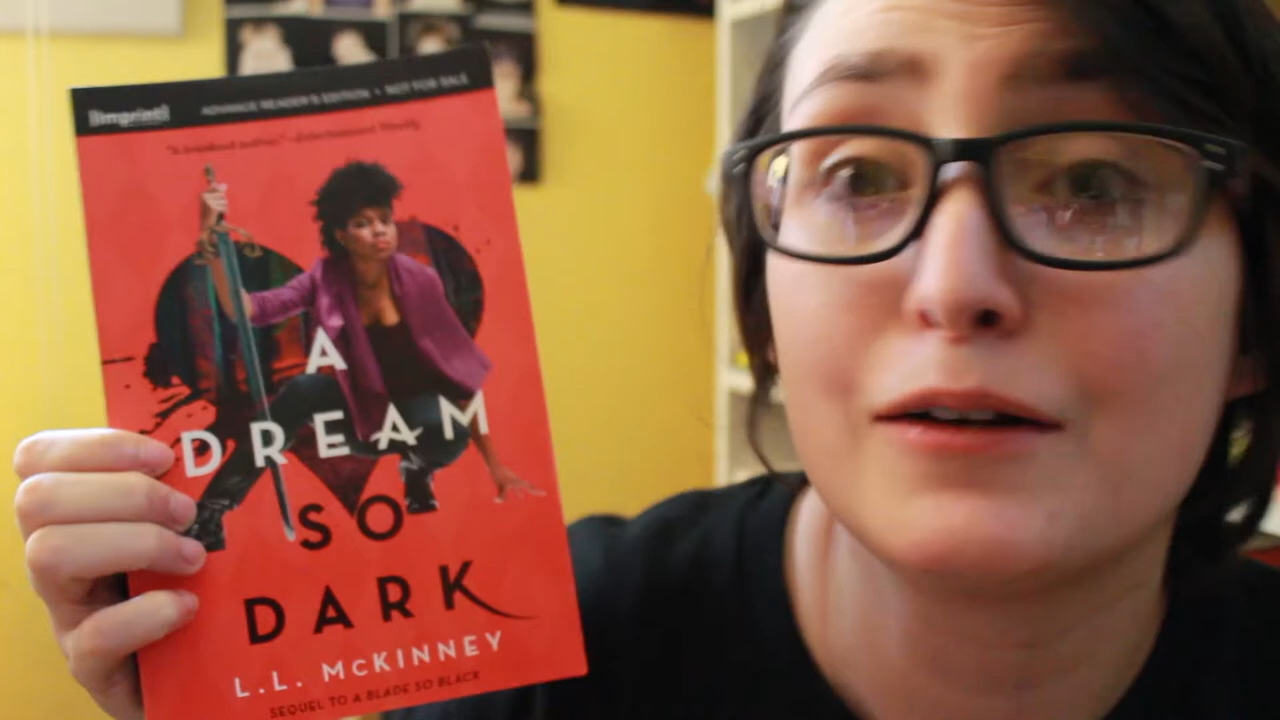 [imprint] ADVANCE READER'S EDITION • NOT FOR SALE
"A breakout author." —Entertainment Weekly
A
DREAM
SO
DARK
L.L. McKINNEY
SEQUEL TO A BLADE SO BLACK